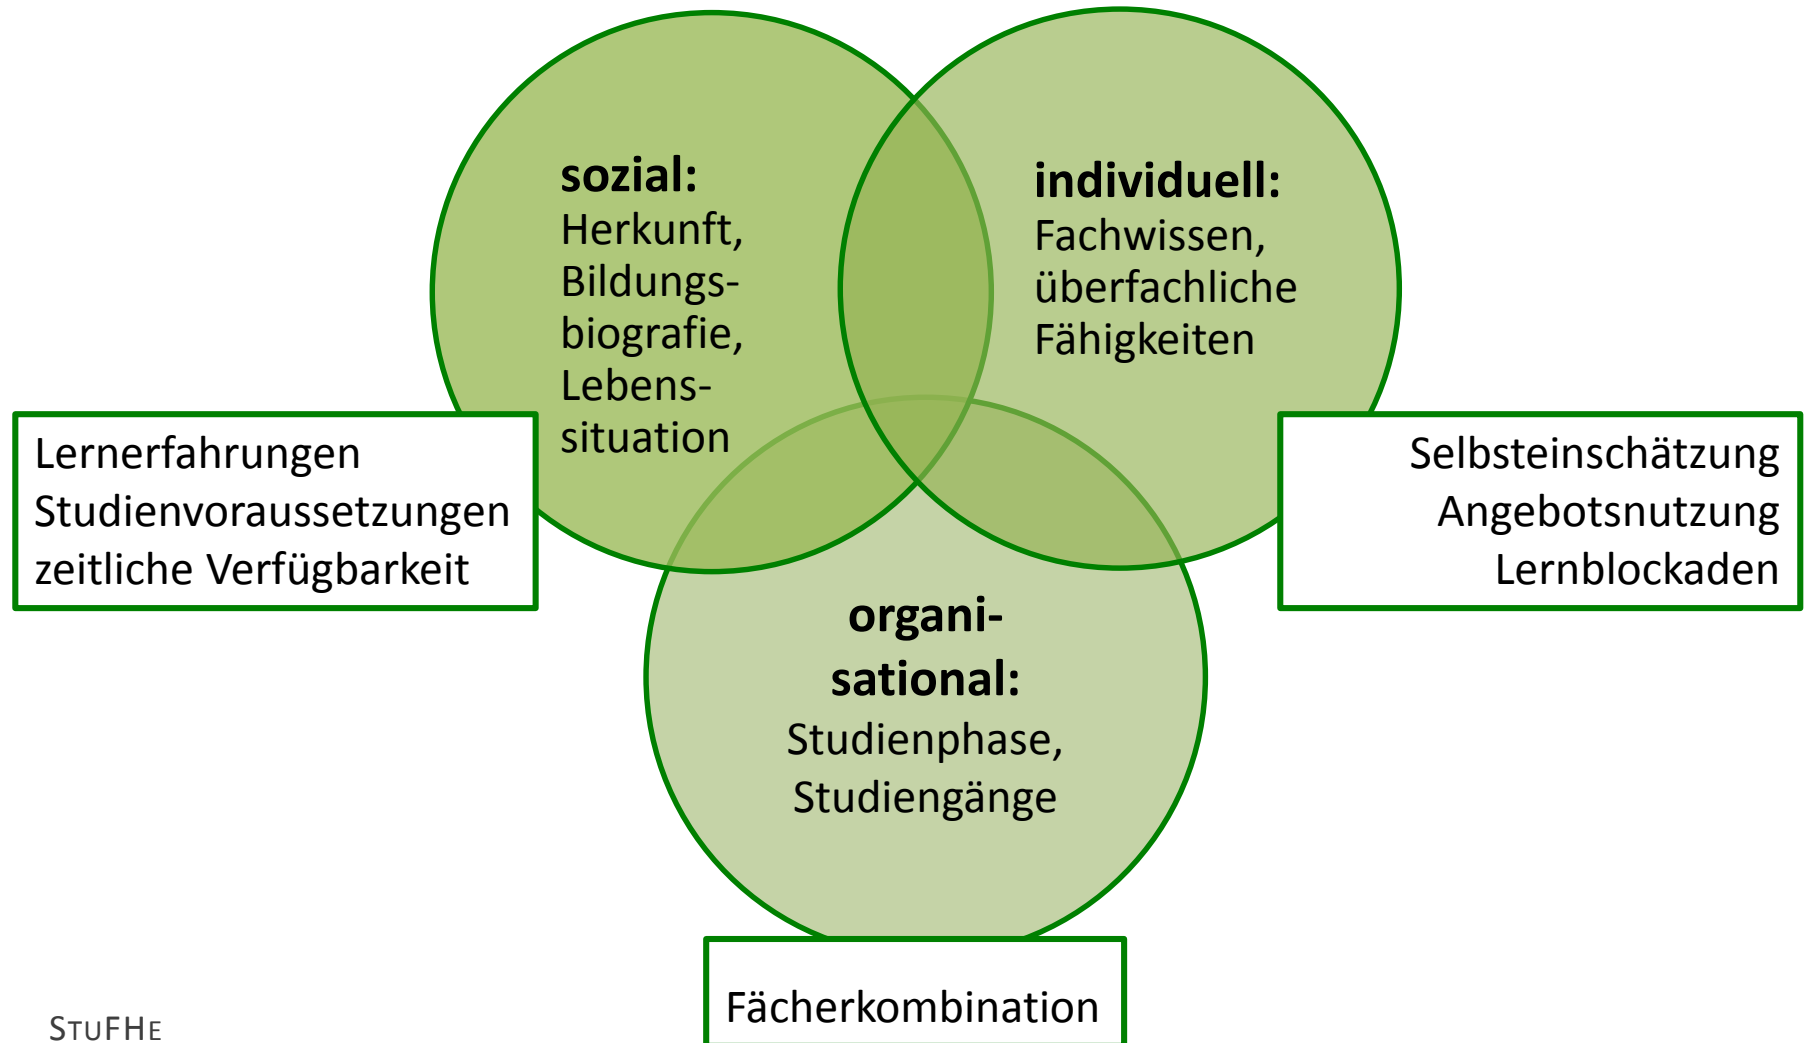 sozial:
Herkunft,
Bildungs-
biografie,
Lebens-
situation
individuell:
Fachwissen,
überfachliche
Fähigkeiten
Lernerfahrungen
Studienvoraussetzungen
zeitliche Verfügbarkeit
Selbsteinschätzung
Angebotsnutzung
Lernblockaden
organi-
sational:
Studienphase,
Studiengänge
Fächerkombination
STUFHE